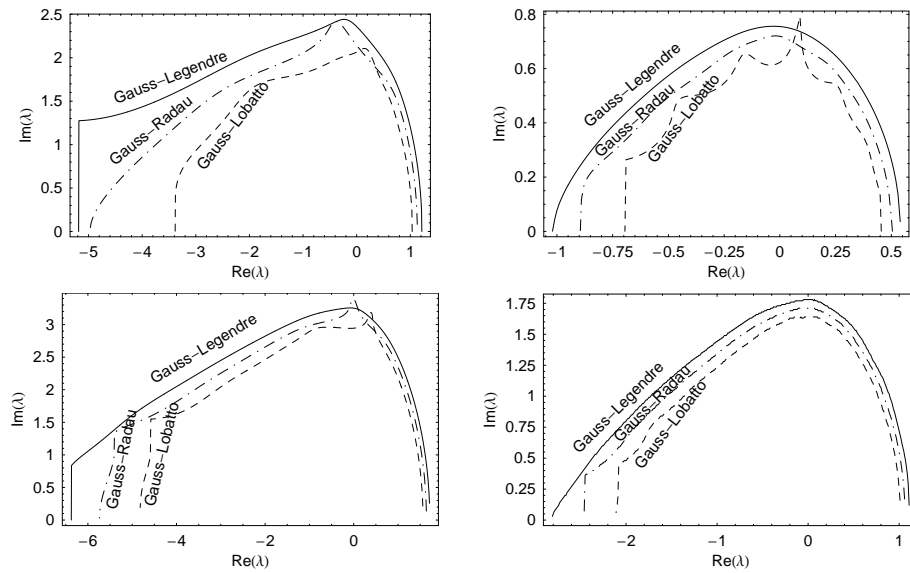 2.5
2
1.5
1
0.5
0
Im(λ)
Gauss−Legendre
Gauss−Radau
Gauss−Lobatto
−5 −4 −3 −2 −1 0 1
Re(λ)
0.8
0.6
0.4
0.2
0
Im(λ)
Gauss−Legendre
Gauss−Radau
Gauss−Lobatto
−1 −0.75 −0.5 −0.25 0 0.25 0.5
Re(λ)
3
2.5
2
1.5
1
0.5
0
Im(λ)
Gauss−Legendre
Gauss−Radau
Gauss−Lobatto
−6 −4 −2 0
Re(λ)
1.75
1.5
1.25
1
0.75
0.5
0.25
0
Im(λ)
Gauss−Legendre
Gauss−Radau
Gauss−Lobatto
−2 −1 0 1
Re(λ)